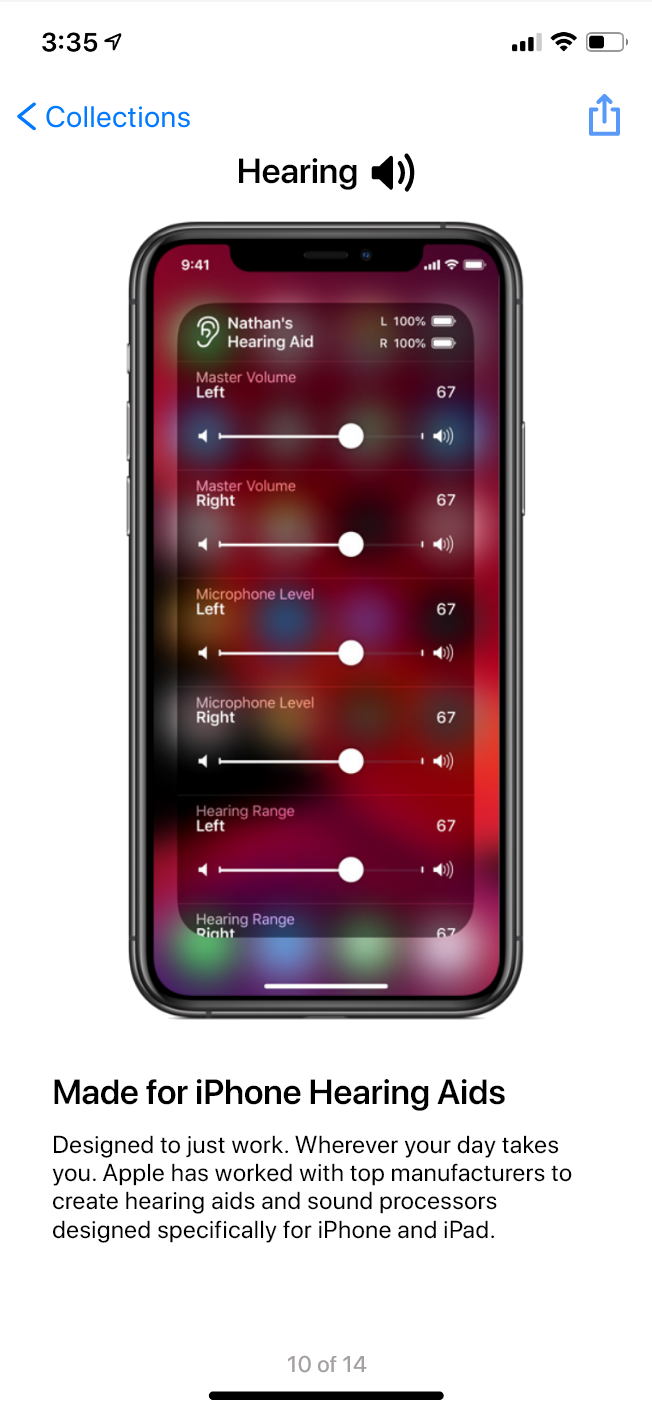 3:35
Collections
Hearing
9:41
Nathan's
Hearing Aid
L 100%
R 100%
Master Volume
Left
67
Master Volume
Right
67
Microphone Level
Left
67
Microphone Level
Right
67
Hearing Range
Left
67
Hearing Range
Right
67
Made for iPhone Hearing Aids
Designed to just work. Wherever your day takes
you. Apple has worked with top manufacturers to
create hearing aids and sound processors
designed specifically for iPhone and iPad.
10 of 14